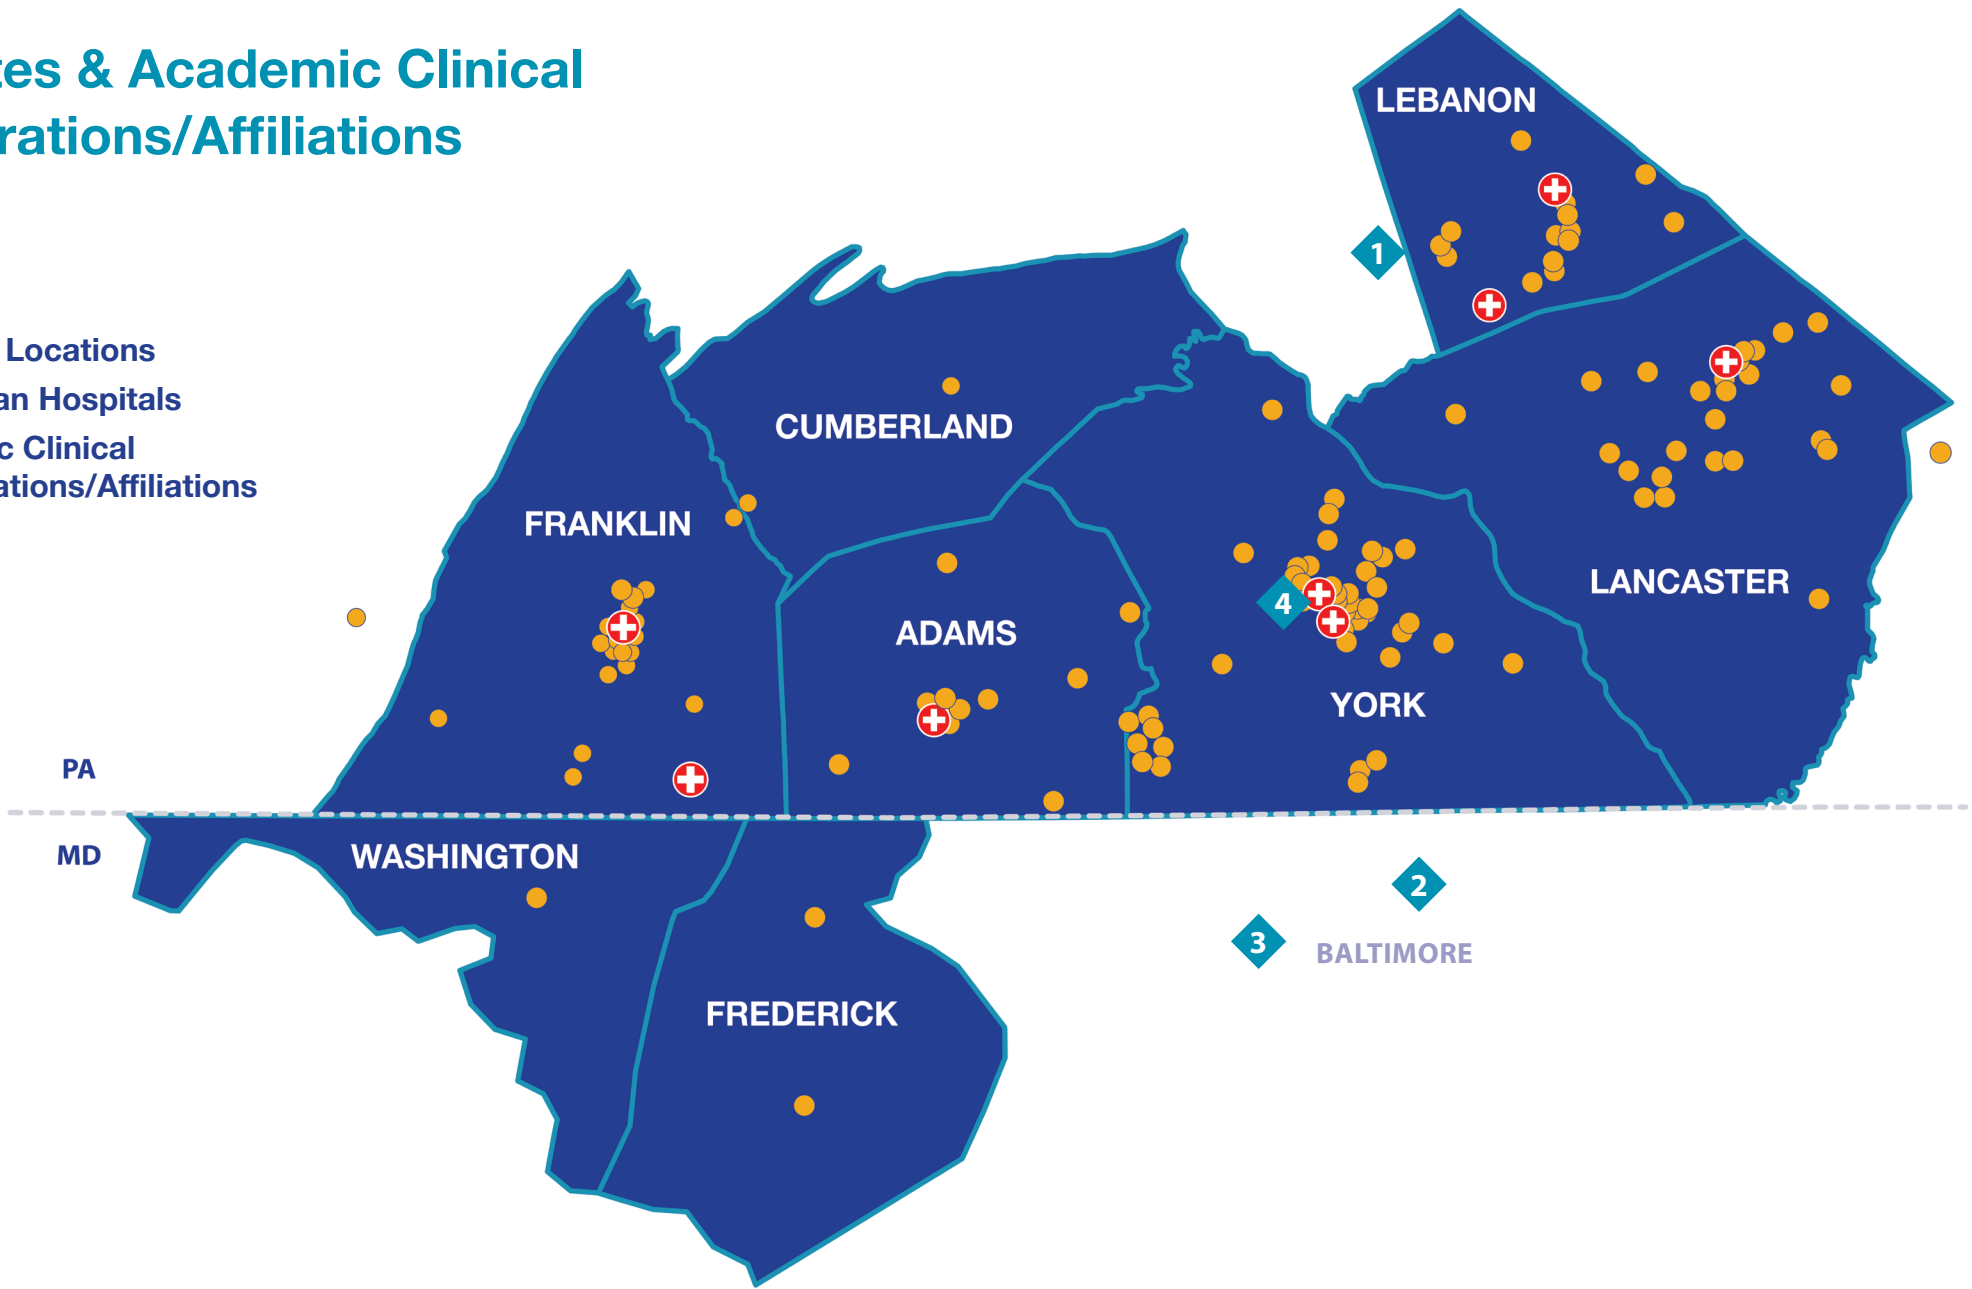 tes & Academic Clinical
rations/Affiliations
LEBANON
1
Locations
an Hospitals
c Clinical
ations/Affiliations
CUMBERLAND
FRANKLIN
LANCASTER
4
ADAMS
YORK
PA
MD
WASHINGTON
2
3
BALTIMORE
FREDERICK